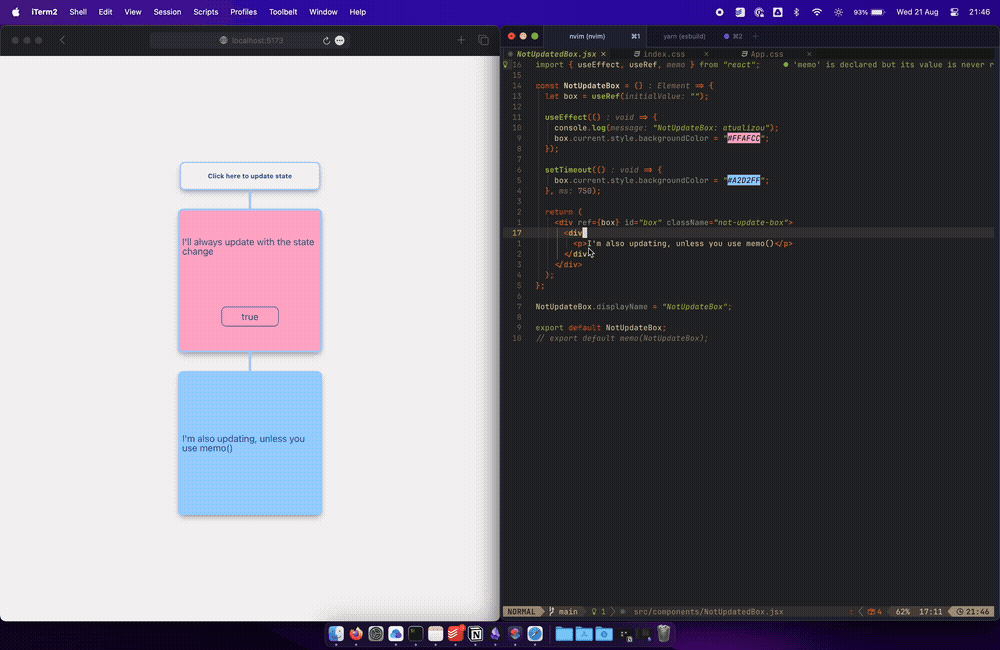 iTerm2 Shell Edit View Session Scripts Profiles Toolbelt Window Help 93% Wed 21 Aug 21:46
localhost:5173
Click here to update state
I'll always update with the state
change
true
I'm also updating, unless you
use memo()
nvim (nvim) ⌘1 yarn (esbuild) ⌘2 +
NotUpdatedBox.jsx × index.css × App.css ×
16 import { useEffect, useRef, memo } from "react"; ● 'memo' is declared but its value is never r
15
14 const NotUpdateBox = () : Element => {
13 let box = useRef(initialValue: "");
12
11 useEffect(() : void => {
10 console.log(message: "NotUpdateBox: atualizou");
9 box.current.style.backgroundColor = "#FFAFCC";
8 });
7
6 setTimeout(() : void => {
5 box.current.style.backgroundColor = "#A2D2FF";
4 }, ms: 750);
3
2 return (
1 <div ref={box} id="box" className="not-update-box">
17 <div>
1 <p>I'm also updating, unless you use memo()</p>
2 </div>
3 </div>
4 );
5 };
6
7 NotUpdateBox.displayName = "NotUpdateBox";
8
9 export default NotUpdateBox;
10 // export default memo(NotUpdateBox);
NORMAL main 1 src/components/NotUpdatedBox.jsx 4 62% 17:11 21:46